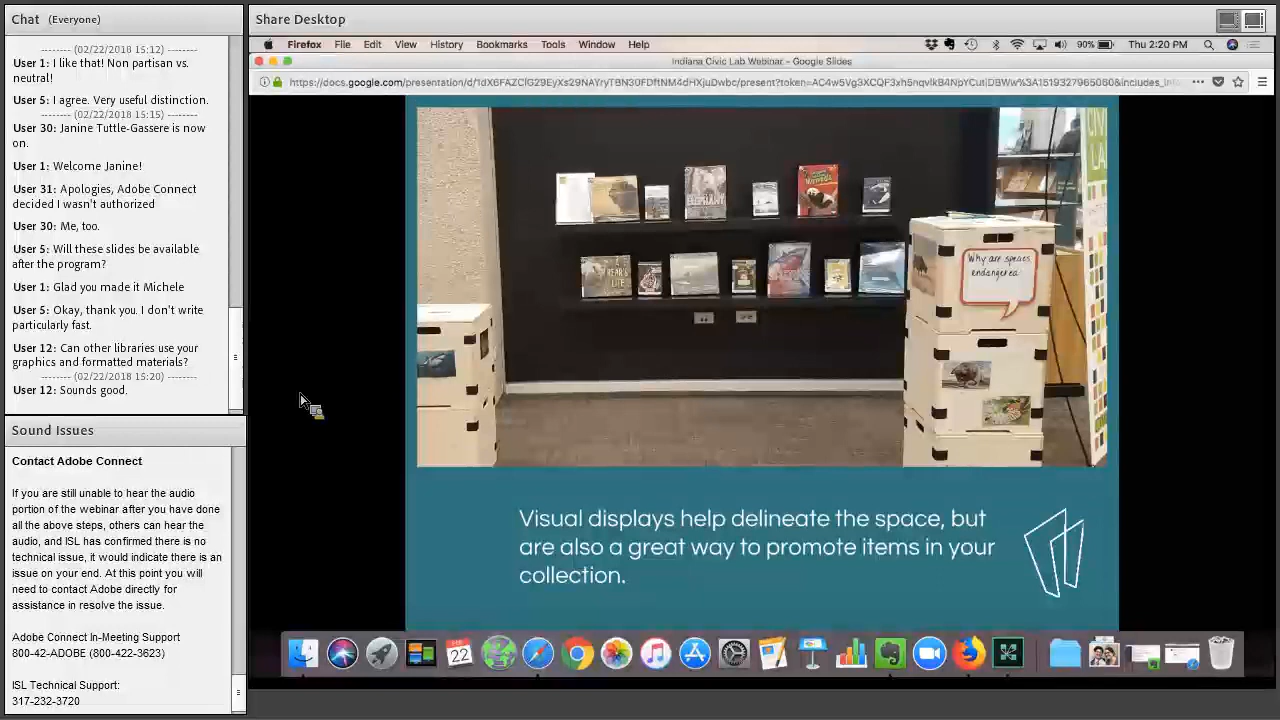 Chat (Everyone)
-------- (02/22/2018 15:12) --------
User 1: I like that! Non partisan vs.
neutral!
User 5: I agree. Very useful distinction.
-------- (02/22/2018 15:15) --------
User 30: Janine Tuttle-Gassere is now
on.
User 1: Welcome Janine!
User 31: Apologies, Adobe Connect
decided I wasn't authorized
User 30: Me, too.
User 5: Will these slides be available
after the program?
User 1: Glad you made it Michele
User 5: Okay, thank you. I don't write
particularly fast.
User 12: Can other libraries use your
graphics and formatted materials?
-------- (02/22/2018 15:20) --------
User 12: Sounds good.
Sound Issues
Contact Adobe Connect
If you are still unable to hear the audio
portion of the webinar after you have done
all the above steps, others can hear the
audio, and ISL has confirmed there is no
technical issue, it would indicate there is an
issue on your end. At this point you will
need to contact Adobe directly for
assistance in resolve the issue.
Adobe Connect In-Meeting Support
800-42-ADOBE (800-422-3623)
ISL Technical Support:
317-232-3720
Share Desktop
Firefox File Edit View History Bookmarks Tools Window Help
90% Thu 2:20 PM
Indiana Civic Lab Webinar - Google Slides
ELEPHANT
A YEAR'S
LIFE
Why are species
endangered
CIVI
LA
Visual displays help delineate the space, but
are also a great way to promote items in your
collection.
FEB
22